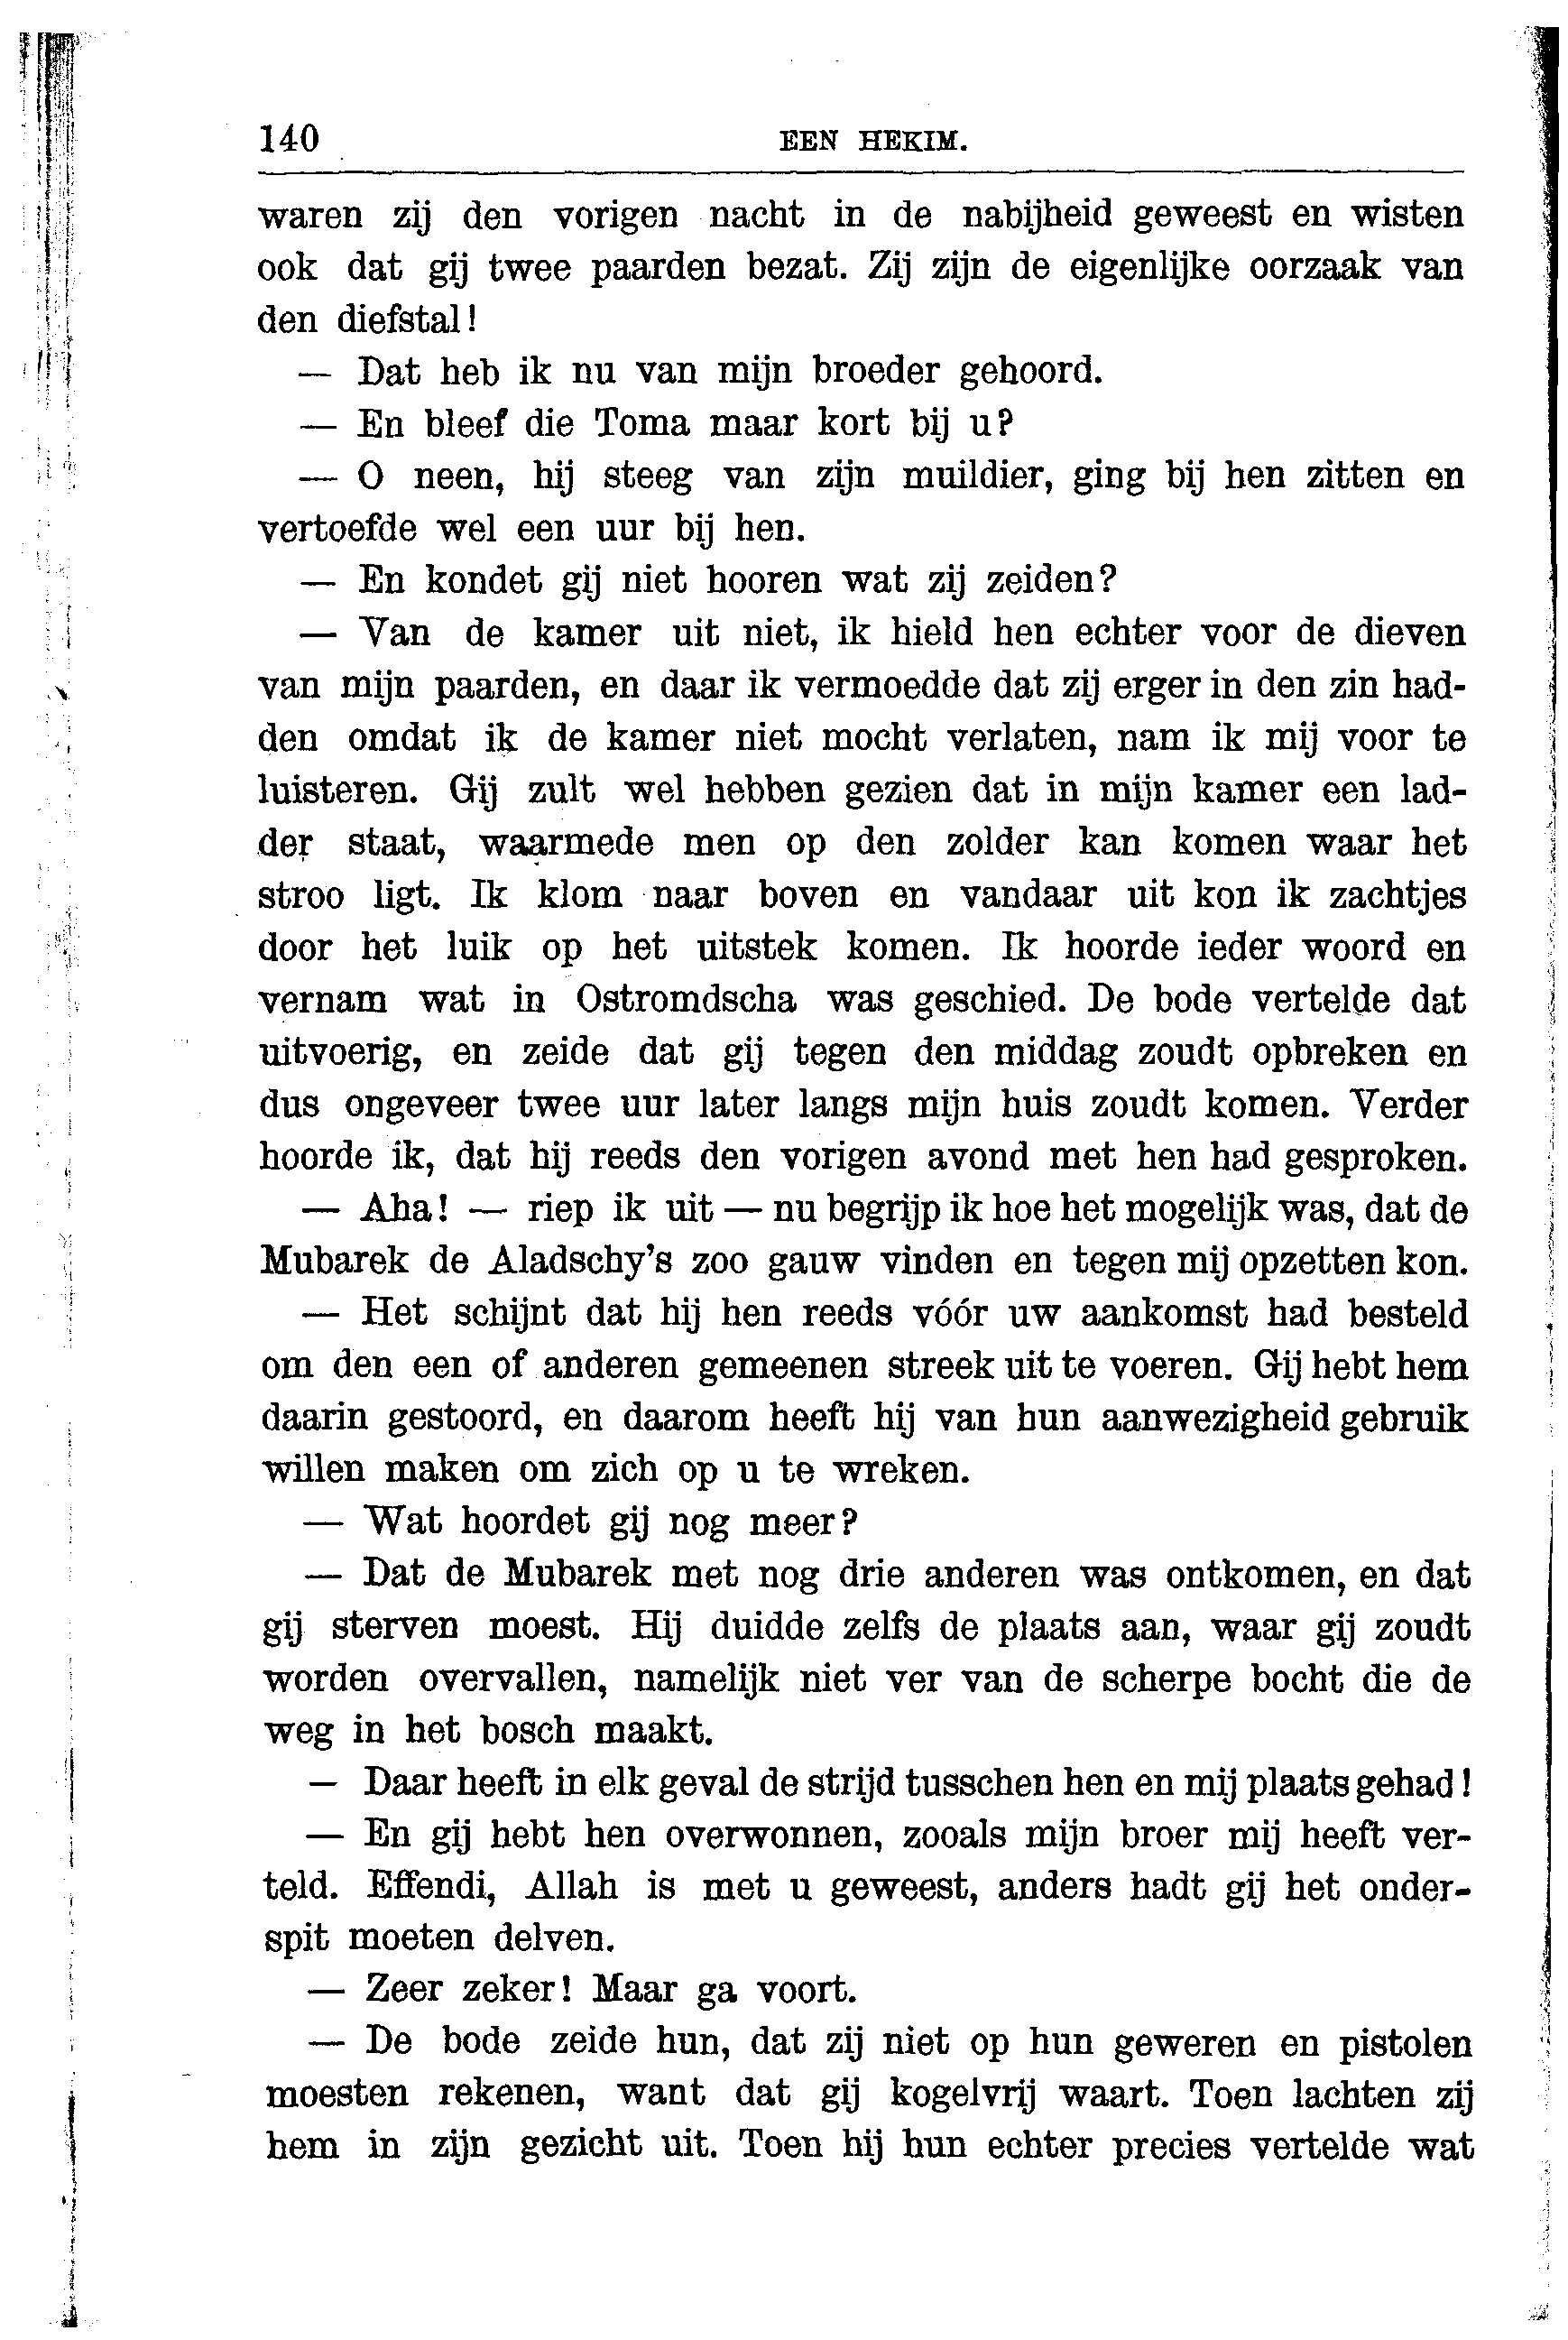 140
EEN HEKIM.
waren zij den vorigen nacht in de nabijheid geweest en wisten
ook dat gij twee paarden bezat. Zij zijn de eigenlijke oorzaak van
den diefstal!
— Dat heb ik nu van mijn broeder gehoord.
— En bleef die Toma maar kort bij u?
— O neen, hij steeg van zijn muildier, ging bij hen zitten en
vertoefde wel een uur bij hen.
— En kondet gij niet hooren wat zij zeiden?
— Van de kamer uit niet, ik hield hen echter voor de dieven
van mijn paarden, en daar ik vermoedde dat zij erger in den zin had-
den omdat ik de kamer niet mocht verlaten, nam ik mij voor te
luisteren. Gij zult wel hebben gezien dat in mijn kamer een lad-
der staat, waarmede men op den zolder kan komen waar het
stroo ligt. Ik klom naar boven en vandaar uit kon ik zachtjes
door het luik op het uitstek komen. Ik hoorde ieder woord en
vernam wat in Ostromdscha was geschied. De bode vertelde dat
uitvoerig, en zeide dat gij tegen den middag zoudt opbreken en
dus ongeveer twee uur later langs mijn huis zoudt komen. Verder
hoorde ik, dat hij reeds den vorigen avond met hen had gesproken.
— Aha! — riep ik uit — nu begrijp ik hoe het mogelijk was, dat de
Mubarek de Aladschy's zoo gauw vinden en tegen mij opzetten kon.
— Het schijnt dat hij hen reeds vóór uw aankomst had besteld
om den een of anderen gemeenen streek uit te voeren. Gij hebt hem
daarin gestoord, en daarom heeft hij van hun aanwezigheid gebruik
willen maken om zich op u te wreken.
— Wat hoordet gij nog meer?
— Dat de Mubarek met nog drie anderen was ontkomen, en dat
gij sterven moest. Hij duidde zelfs de plaats aan, waar gij zoudt
worden overvallen, namelijk niet ver van de scherpe bocht die de
weg in het bosch maakt.
— Daar heeft in elk geval de strijd tusschen hen en mij plaats gehad!
— En gij hebt hen overwonnen, zooals mijn broer mij heeft ver-
teld. Effendi, Allah is met u geweest, anders hadt gij het onder-
spit moeten delven.
— Zeer zeker! Maar ga voort.
— De bode zeide hun, dat zij niet op hun geweren en pistolen
moesten rekenen, want dat gij kogelvrij waart. Toen lachten zij
hem in zijn gezicht uit. Toen hij hun echter precies vertelde wat